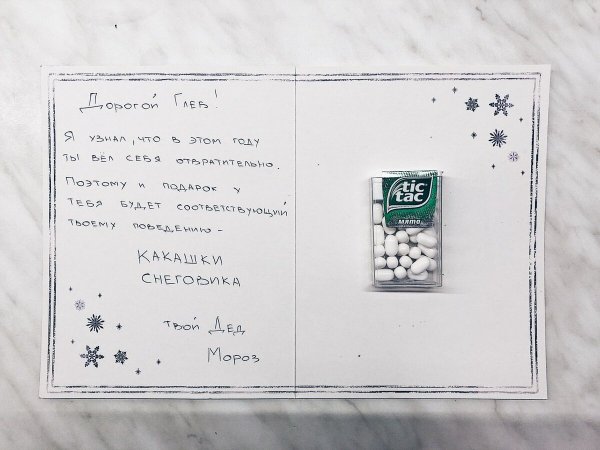 Дорогой Глеб!
Я узнал, что в этом году
ты вёл себя отвратительно.
Поэтому и подарок у
тебя будет соответствующий
твоему поведению –
КАКАШКИ
СНЕГОВИКА
твой Дед
Мороз
tic
tac
мята